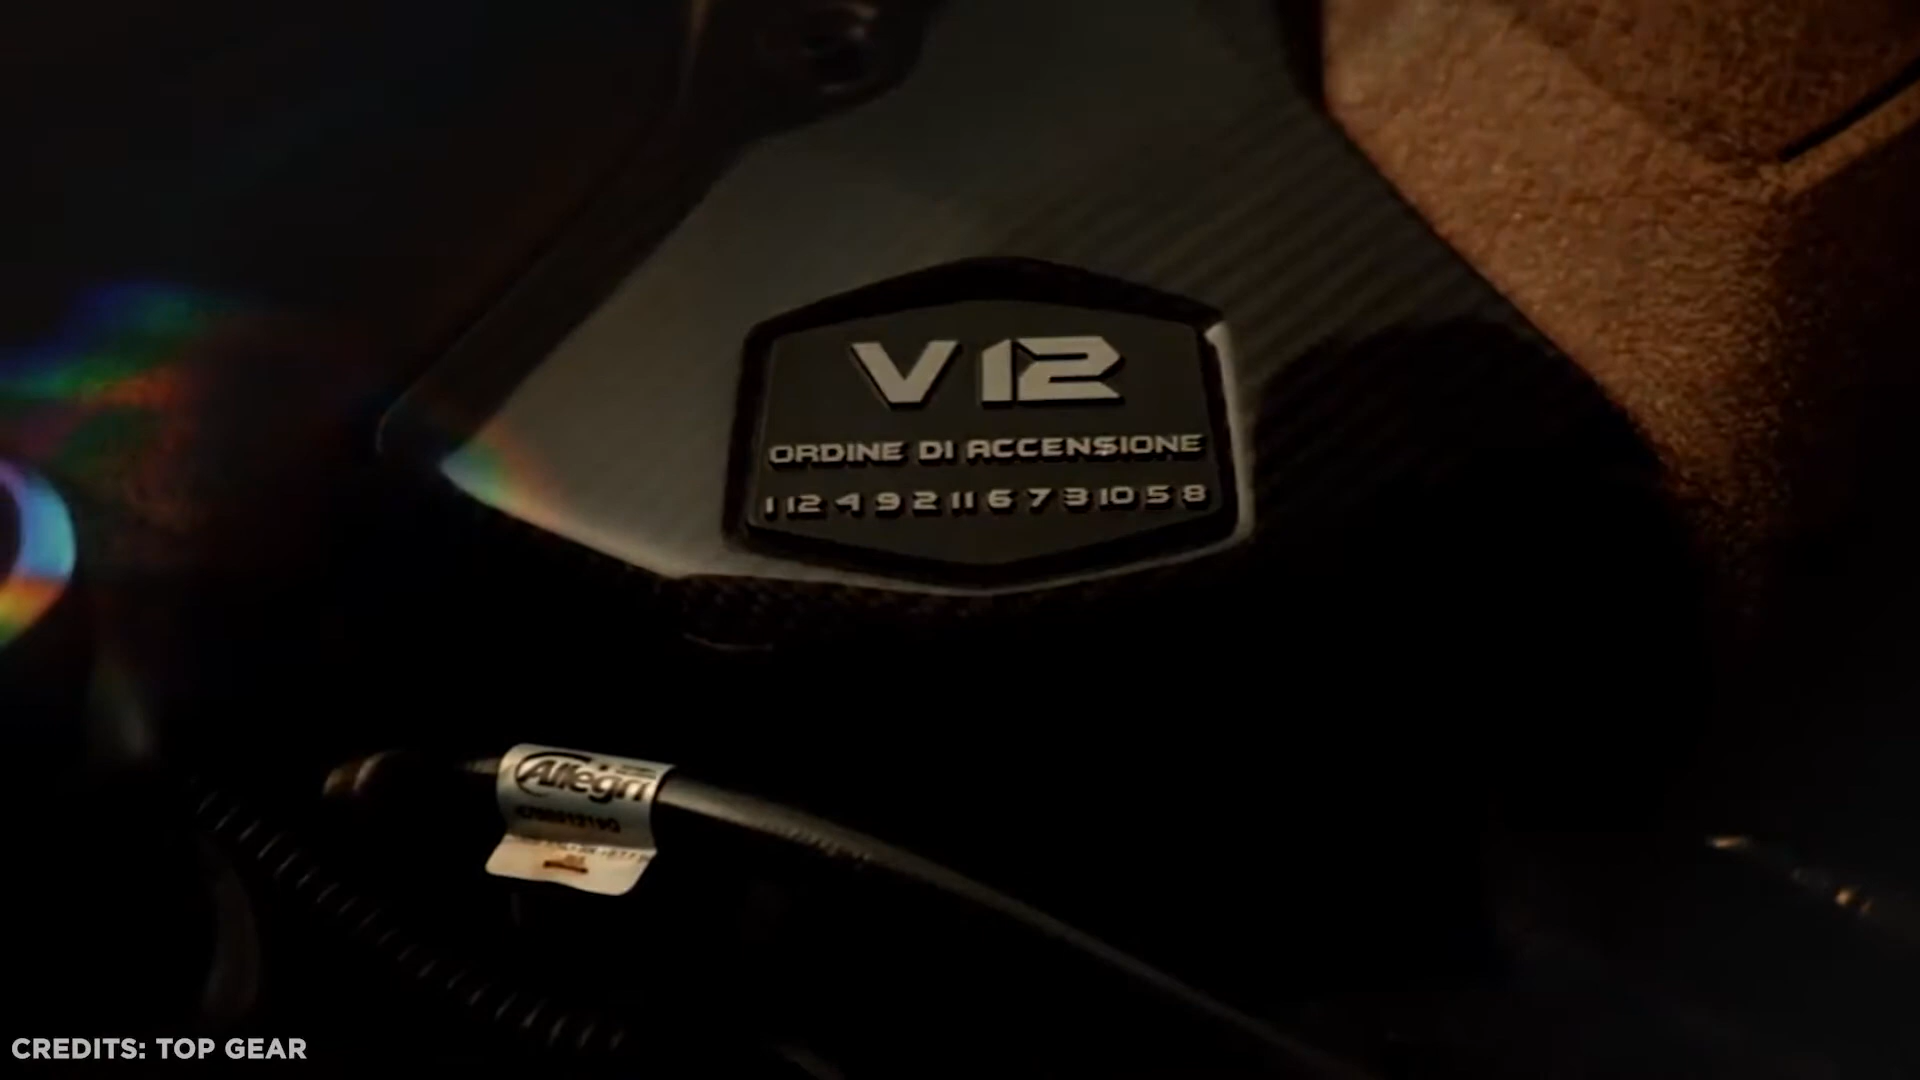 V12
ORDINE DI ACCENSIONE
1 12 4 9 2 11 6 7 3 10 5 8
Allegri
CREDITS: TOP GEAR